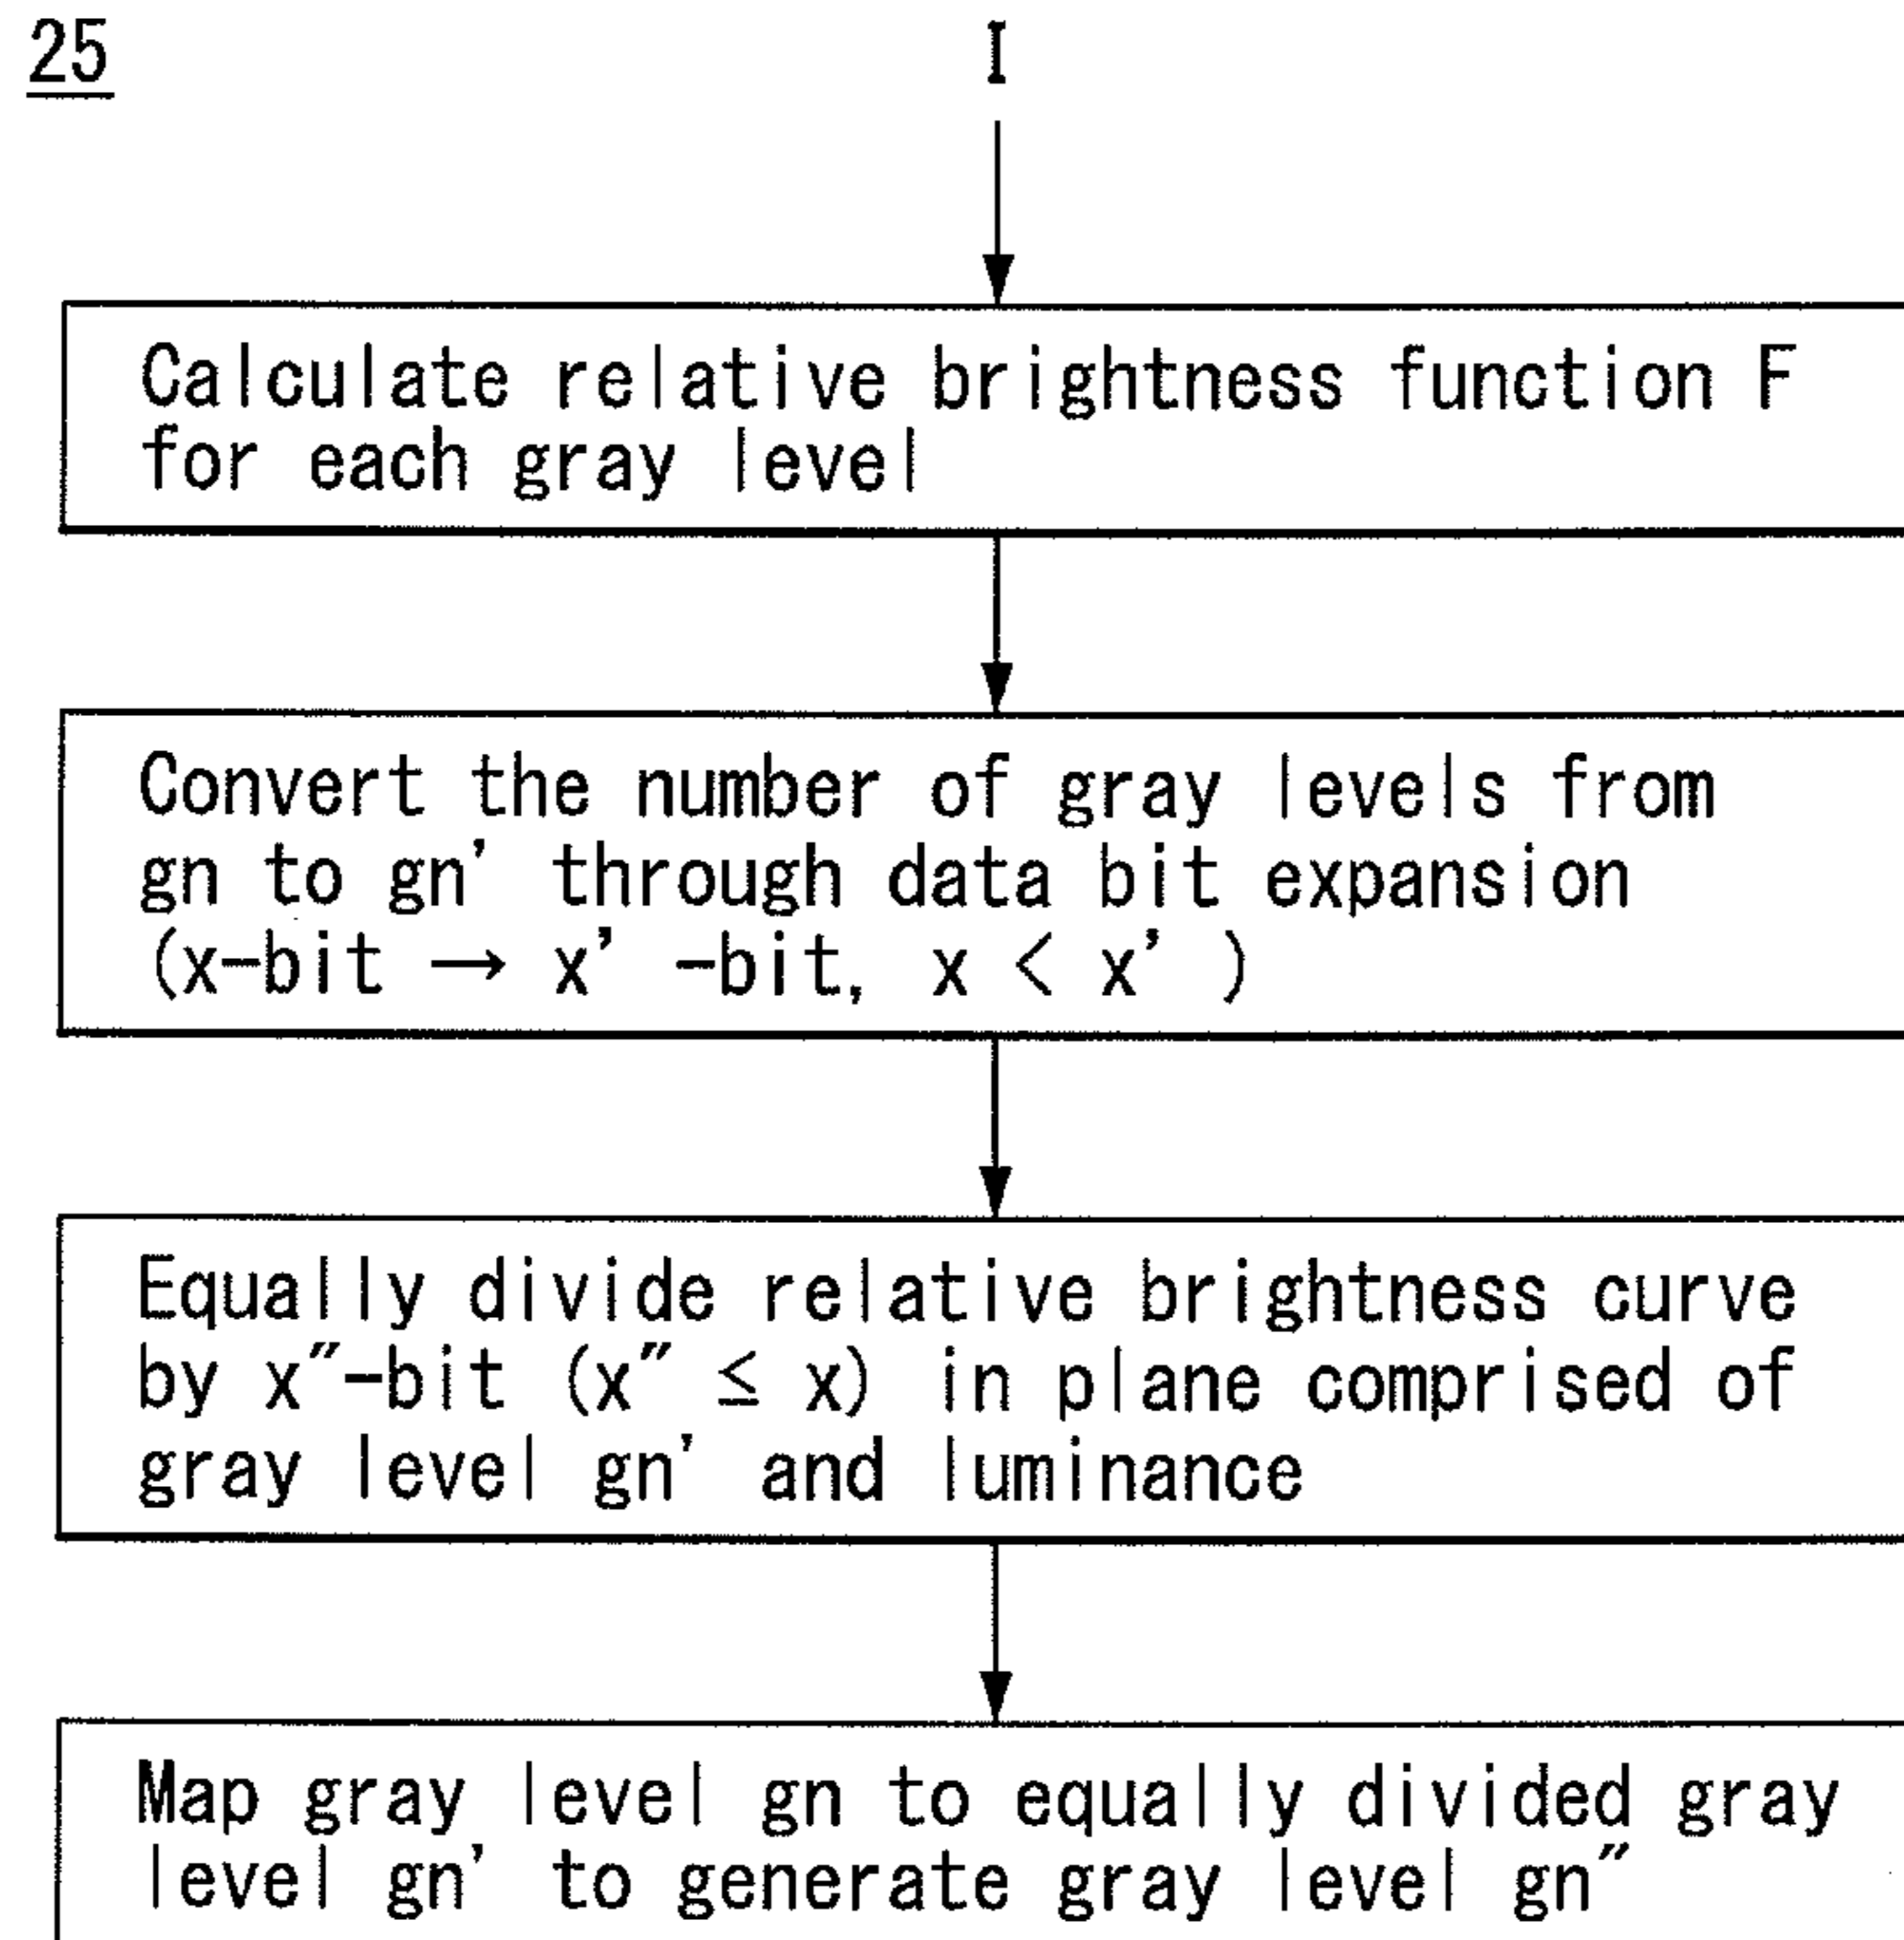 25
I
Calculate relative brightness function F
for each gray level
Convert the number of gray levels from
gn to gn' through data bit expansion
(x-bit → x' -bit, x < x' )
Equally divide relative brightness curve
by x″-bit (x″ ≤ x) in plane comprised of
gray level gn' and luminance
Map gray level gn to equally divided gray
level gn' to generate gray level gn″